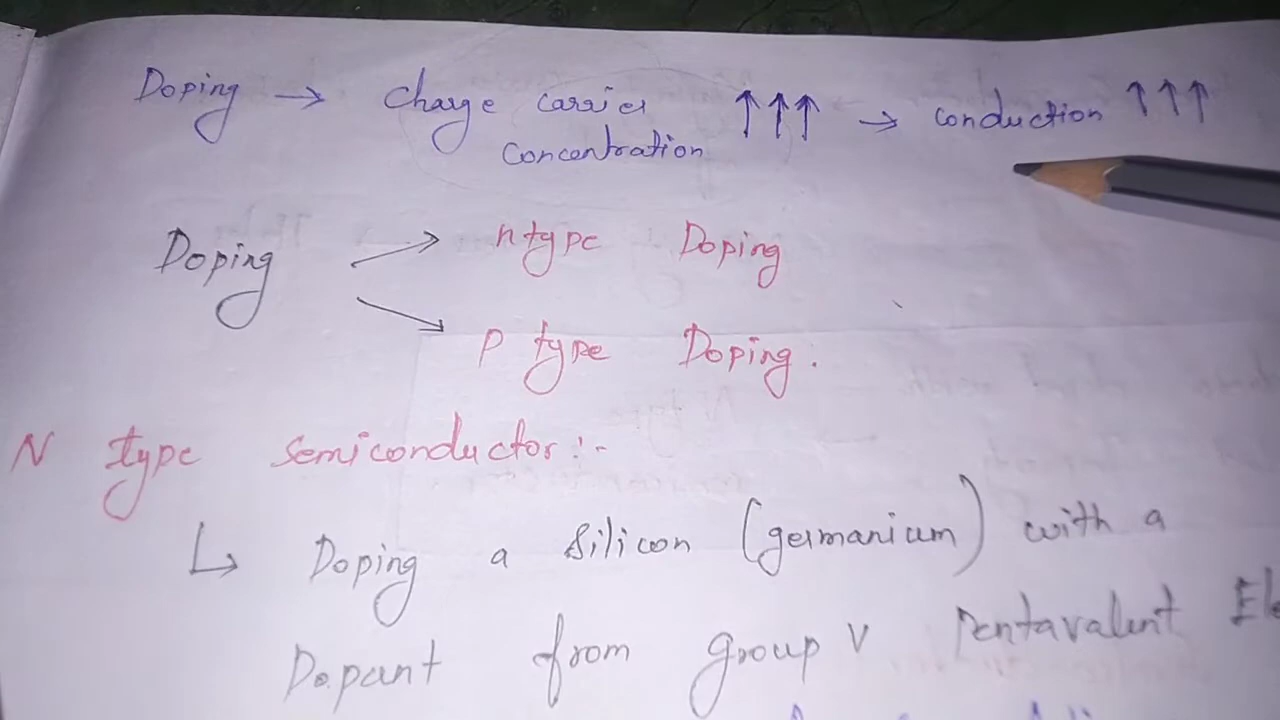 Doping → Charge carrier ↑↑↑ → conduction ↑↑↑
concentration
Doping → n type Doping
→ p type Doping.
N type semiconductor:-
↳ Doping a silicon (germanium) with a
Dopant from group V Pentavalent